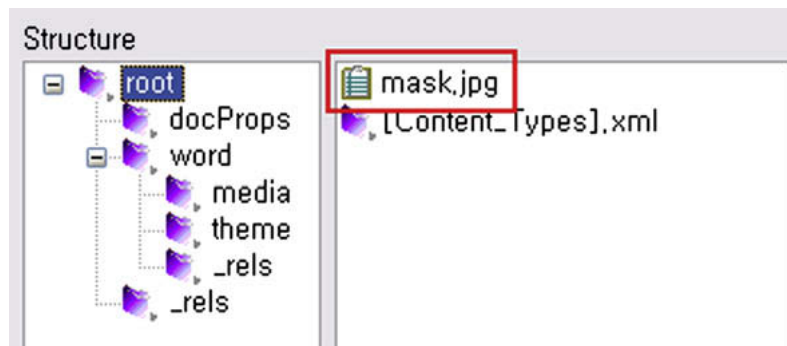 Structure
root
docProps
word
media
theme
_rels
_rels
mask.jpg
[Content_Types].xml